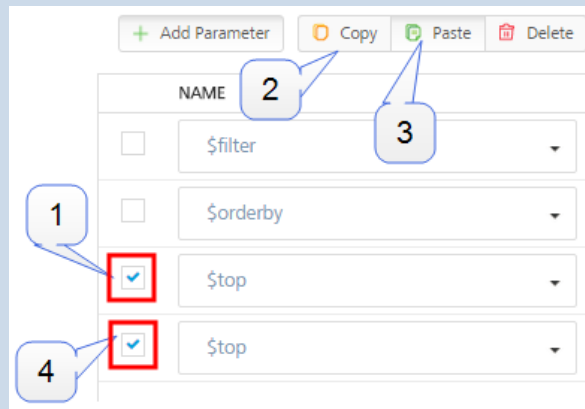 Add Parameter Copy Paste Delete
2
3
NAME
$filter
$orderby
1
$top
$top
4